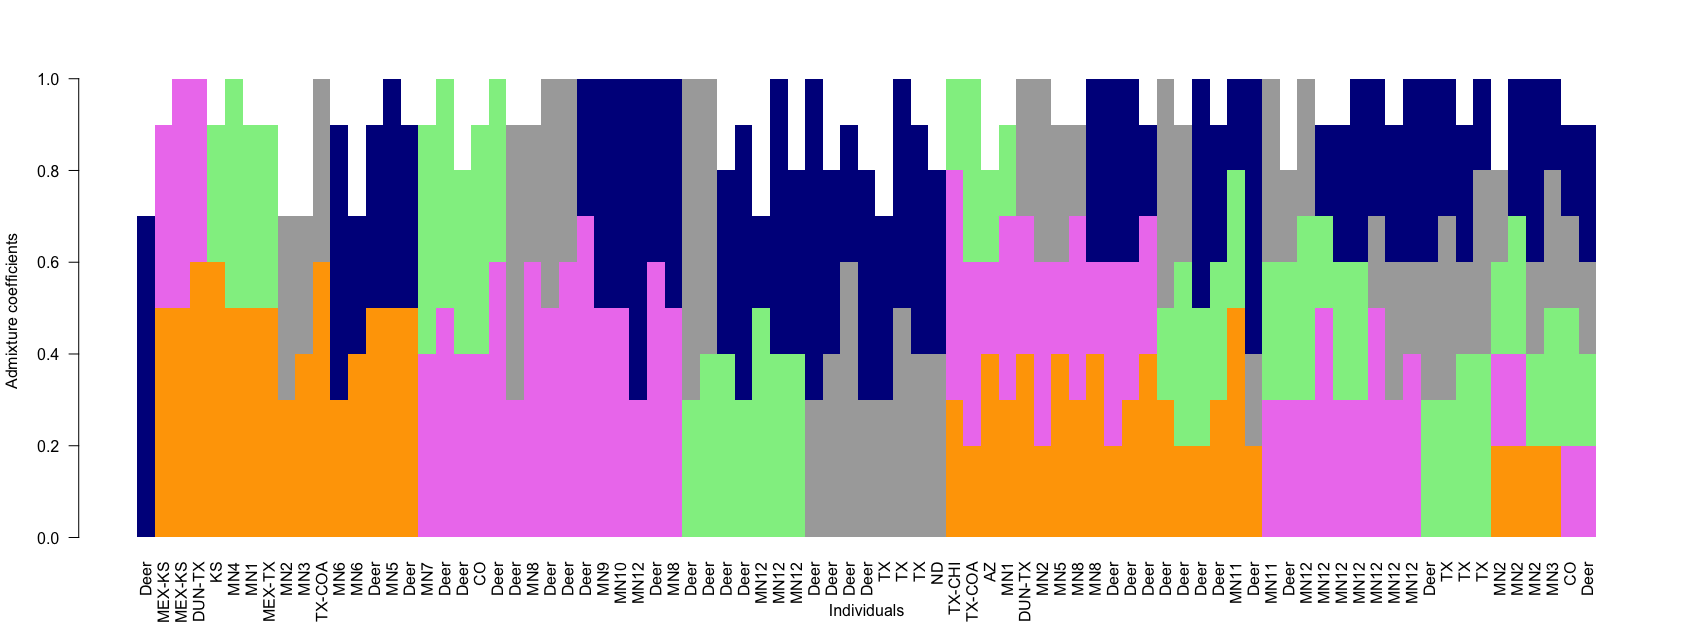 1.0
0.8
0.6
0.4
0.2
0.0
Admixture coefficients
Deer
MEX-KS
MEX-KS
DUN-TX
KS
MN4
MN1
MEX-TX
MN2
MN3
TX-COA
MN6
MN6
Deer
MN5
Deer
MN7
Deer
Deer
CO
Deer
Deer
MN8
Deer
Deer
Deer
MN9
MN10
MN12
Deer
MN8
Deer
Deer
Deer
Deer
MN12
MN12
MN12
Deer
Deer
Deer
Deer
TX
TX
TX
ND
TX-CHI
TX-COA
AZ
MN1
DUN-TX
MN2
MN5
MN8
MN8
Deer
Deer
Deer
Deer
Deer
Deer
Deer
MN11
Deer
MN11
Deer
MN12
MN12
MN12
MN12
MN12
MN12
MN12
Deer
TX
TX
TX
MN2
MN2
MN2
MN3
CO
Deer
Individuals